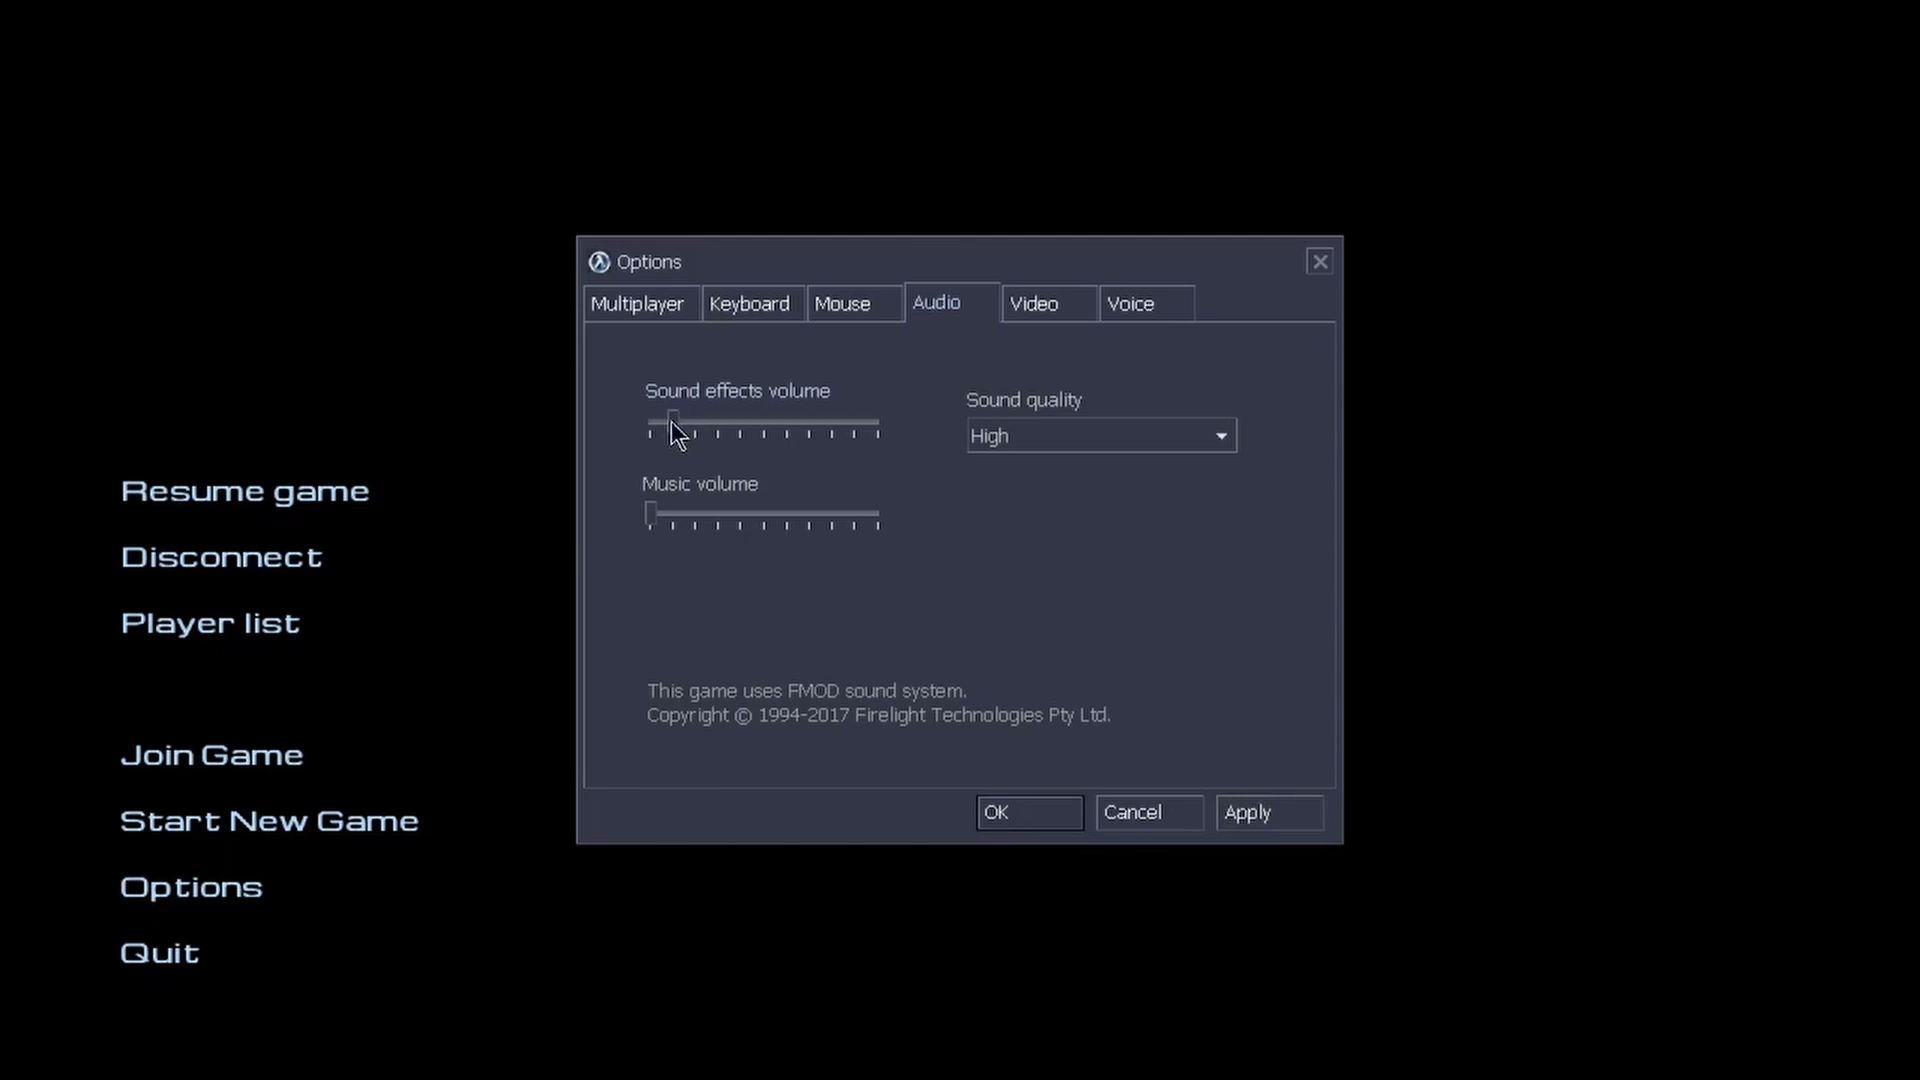 Options
Multiplayer
Keyboard
Mouse
Audio
Video
Voice
Sound effects volume
Sound quality
High
Music volume
This game uses FMOD sound system.
Copyright © 1994-2017 Firelight Technologies Pty Ltd.
OK
Cancel
Apply
Resume game
Disconnect
Player list
Join Game
Start New Game
Options
Quit